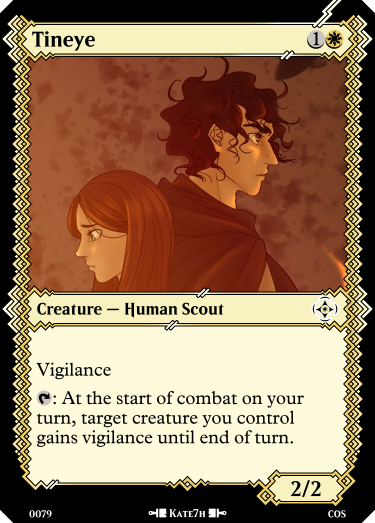 Tineye
1
Creature — Human Scout
Vigilance
: At the start of combat on your
turn, target creature you control
gains vigilance until end of turn.
2/2
0079
KATE7H
COS